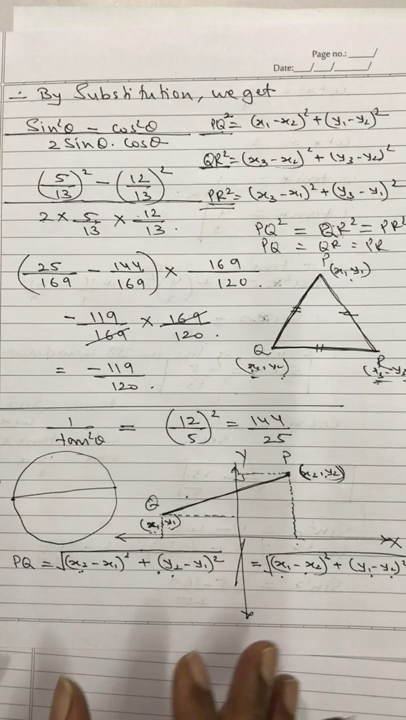 Page no.:
Date: / /
∴ By Substitution, we get
Sin²θ - cos²θ / 2 Sinθ · Cosθ
PQ² = (x₁-x₂)² + (y₁-y₂)²
QR² = (x₃-x₂)² + (y₃-y₂)²
(5/13)² - (12/13)² / 2 × 5/13 × 12/13.
PR² = (x₃-x₁)² + (y₃-y₁)²
PQ² = QR² = PR²
PQ = QR = PR
(25/169 - 144/169) × 169/120.
P (x₁,y₁)
- 119/169 × 169/120.
Q R
= -119/120.
1/tan²θ = (12/5)² = 144/25
Y P (x₂,y₂)
Q
(x₁,y₁)
X
PQ = √(x₂-x₁)² + (y₂-y₁)² = √(x₁-x₂)² + (y₁-y₂)²